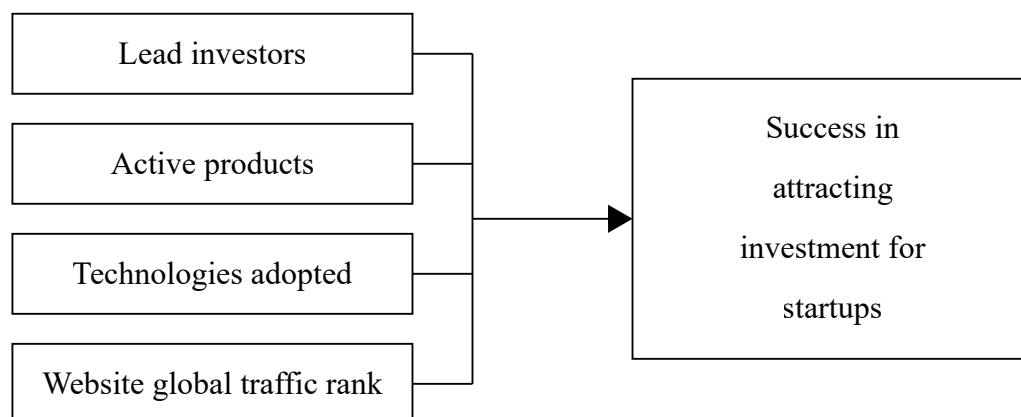 Lead investors
Active products
Technologies adopted
Website global traffic rank
Success in
attracting
investment for
startups